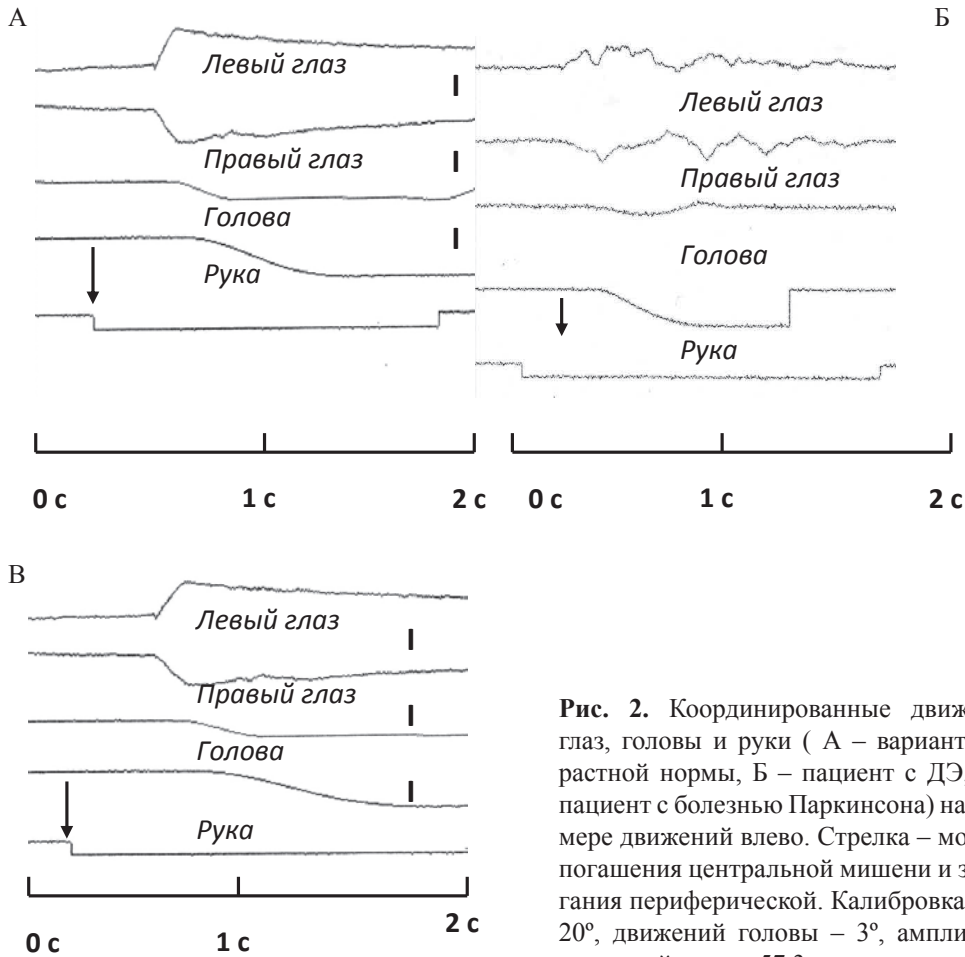 А
Б
Левый глаз
Правый глаз
Голова
Рука
Левый глаз
Правый глаз
Голова
Рука
0 с 1 с 2 с
0 с 1 с 2 с
В
Левый глаз
Правый глаз
Голова
Рука
0 с 1 с 2 с
Рис. 2. Координированные движ
глаз, головы и руки ( А – вариант
растной нормы, Б – пациент с ДЭ,
пациент с болезнью Паркинсона) на
мере движений влево. Стрелка – мо
погашения центральной мишени и з
гания периферической. Калибровка
20º, движений головы – 3º, ампли